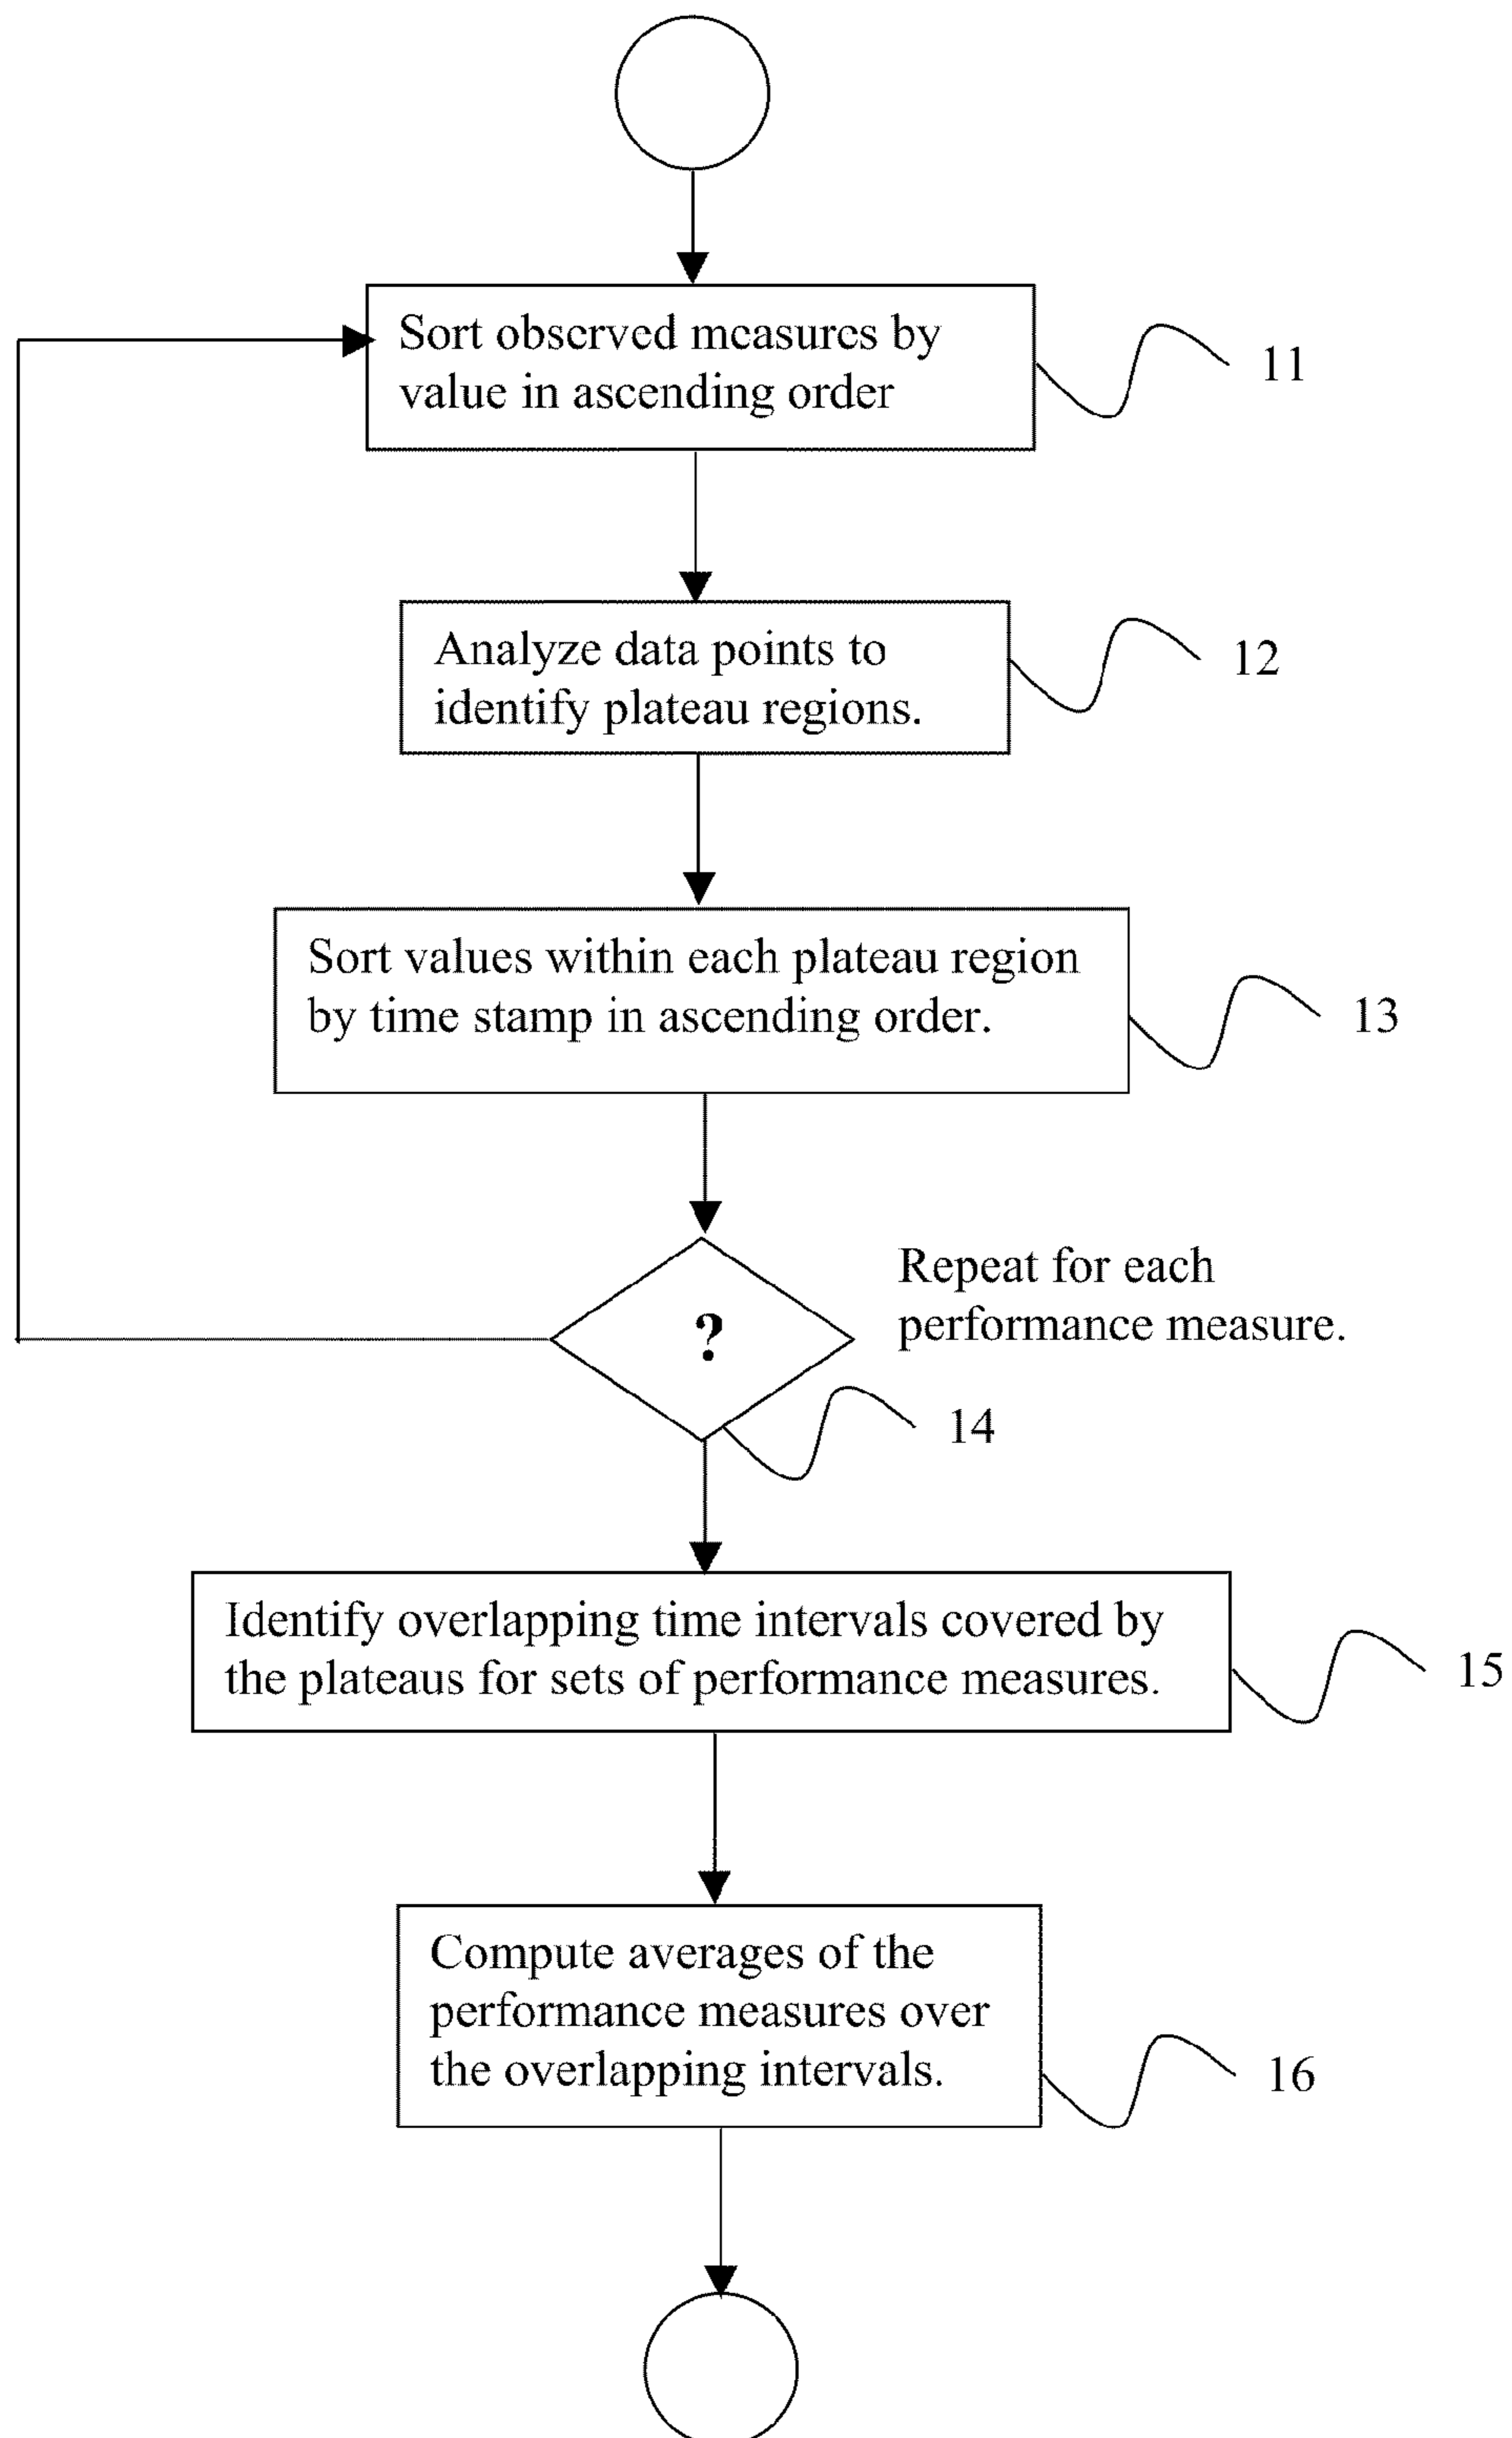 Sort observed measures by
value in ascending order
11
Analyze data points to
identify plateau regions.
12
Sort values within each plateau region
by time stamp in ascending order.
13
Repeat for each
performance measure.
?
14
Identify overlapping time intervals covered by
the plateaus for sets of performance measures.
15
Compute averages of the
performance measures over
the overlapping intervals.
16